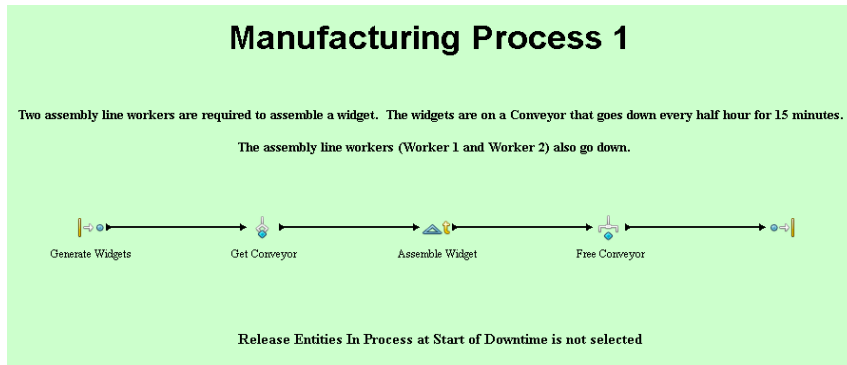 Manufacturing Process 1
Two assembly line workers are required to assemble a widget. The widgets are on a Conveyor that goes down every half hour for 15 minutes.
The assembly line workers (Worker 1 and Worker 2) also go down.
Generate Widgets
Get Conveyor
Assemble Widget
Free Conveyor
Release Entities In Process at Start of Downtime is not selected